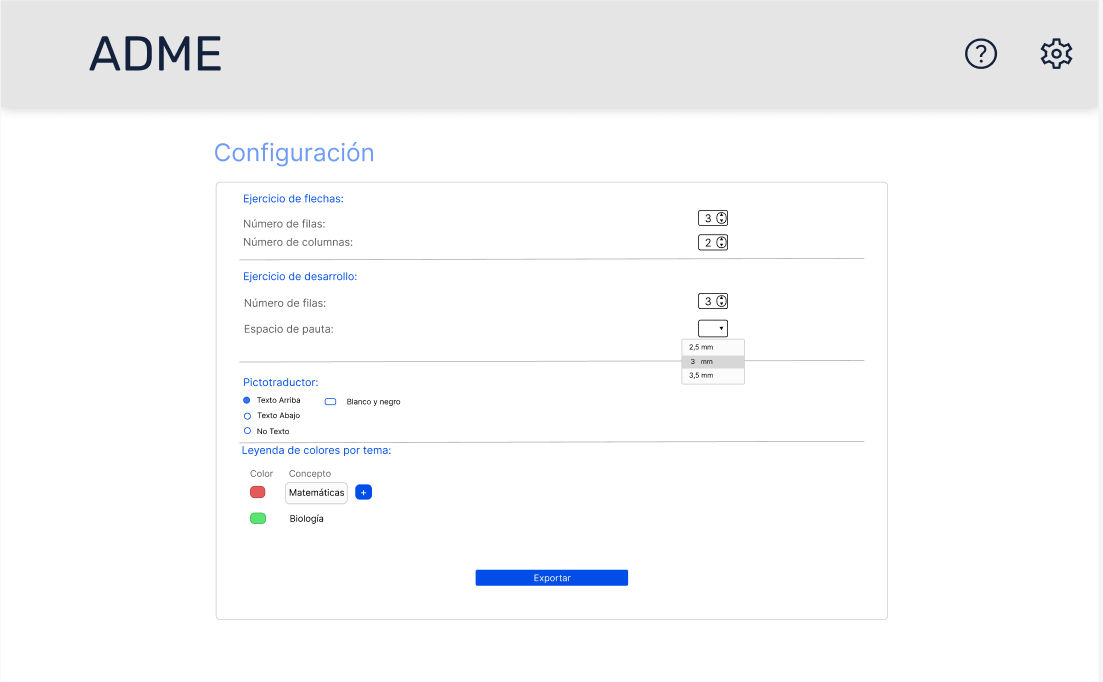 ADME
?
Configuración
Ejercicio de flechas:
Número de filas: 3
Número de columnas: 2
Ejercicio de desarrollo:
Número de filas: 3
Espacio de pauta:
2,5 mm
3 mm
3,5 mm
Pictotraductor:
Texto Arriba Blanco y negro
Texto Abajo
No Texto
Leyenda de colores por tema:
Color Concepto
Matemáticas +
Biología
Exportar